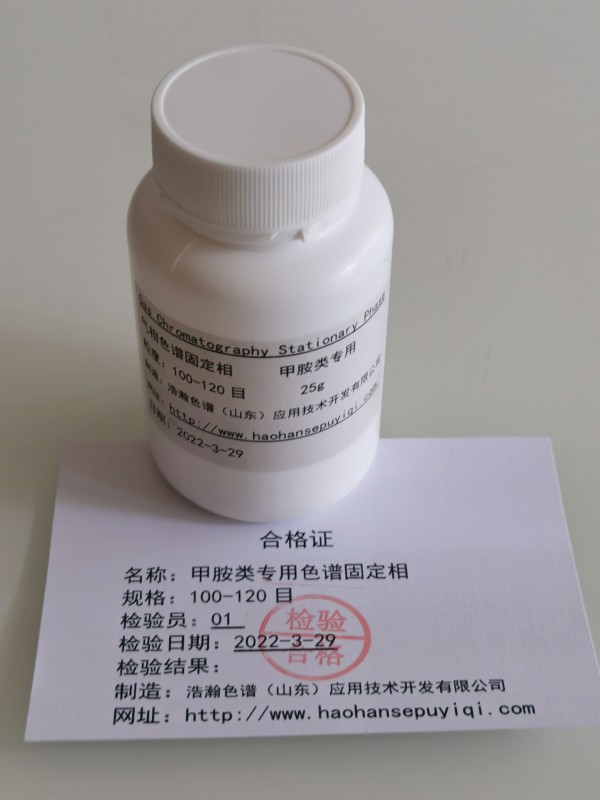 Gas Chromatography Stationary Phase
气相色谱固定相 甲胺类专用
粒度：100-120 目 25g
制造：浩瀚色谱（山东）应用技术开发有限公司
网址：http://www.haohansepuyiqi.com
日期：2022-3-29
合格证
名称：甲胺类专用色谱固定相
规格：100-120 目
检验员：01
检验日期：2022-3-29
检验结果：
检验
合格
制造：浩瀚色谱（山东）应用技术开发有限公司
网址：http://www.haohansepuyiqi.com